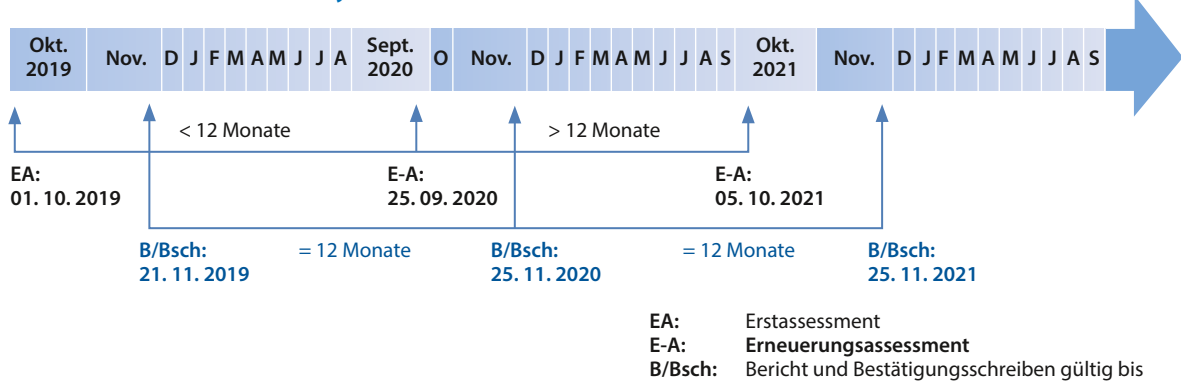 Okt. 2019 Nov. D J F M A M J J A Sept. 2020 O Nov. D J F M A M J J A S Okt. 2021 Nov. D J F M A M J J A S
< 12 Monate > 12 Monate
EA: E-A: E-A:
01. 10. 2019 25. 09. 2020 05. 10. 2021
B/Bsch: = 12 Monate B/Bsch: = 12 Monate B/Bsch:
21. 11. 2019 25. 11. 2020 25. 11. 2021
EA: Erstassessment
E-A: Erneuerungsassessment
B/Bsch: Bericht und Bestätigungsschreiben gültig bis